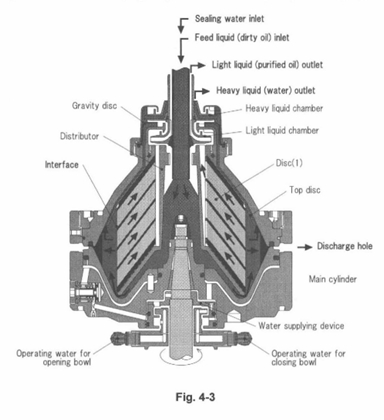 Sealing water inlet
Feed liquid (dirty oil) inlet
Light liquid (purified oil) outlet
Heavy liquid (water) outlet
Gravity disc
Heavy liquid chamber
Distributor
Light liquid chamber
Interface
Disc(1)
Top disc
Discharge hole
Main cylinder
Water supplying device
Operating water for
opening bowl
Operating water for
closing bowl
Fig. 4-3